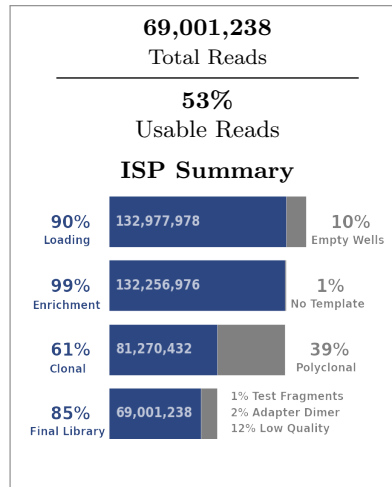 69,001,238
Total Reads
53%
Usable Reads
ISP Summary
90%
Loading
132,977,978
10%
Empty Wells
99%
Enrichment
132,256,976
1%
No Template
61%
Clonal
81,270,432
39%
Polyclonal
85%
Final Library
69,001,238
1% Test Fragments
2% Adapter Dimer
12% Low Quality